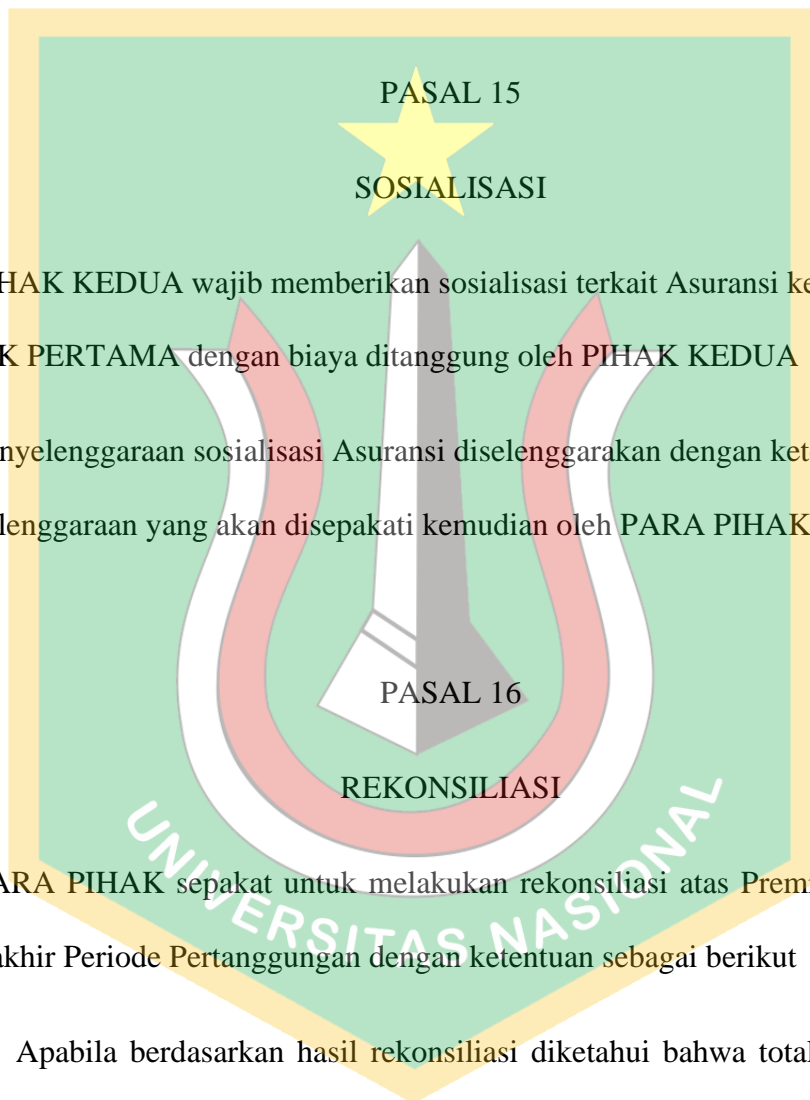 PASAL 15
SOSIALISASI
HAK KEDUA wajib memberikan sosialisasi terkait Asuransi ke
K PERTAMA dengan biaya ditanggung oleh PIHAK KEDUA
nyelenggaraan sosialisasi Asuransi diselenggarakan dengan ket
lenggaraan yang akan disepakati kemudian oleh PARA PIHAK
PASAL 16
REKONSILIASI
ARA PIHAK sepakat untuk melakukan rekonsiliasi atas Premi
akhir Periode Pertanggungan dengan ketentuan sebagai berikut
Apabila berdasarkan hasil rekonsiliasi diketahui bahwa total
UNIVERSITAS NASIONAL